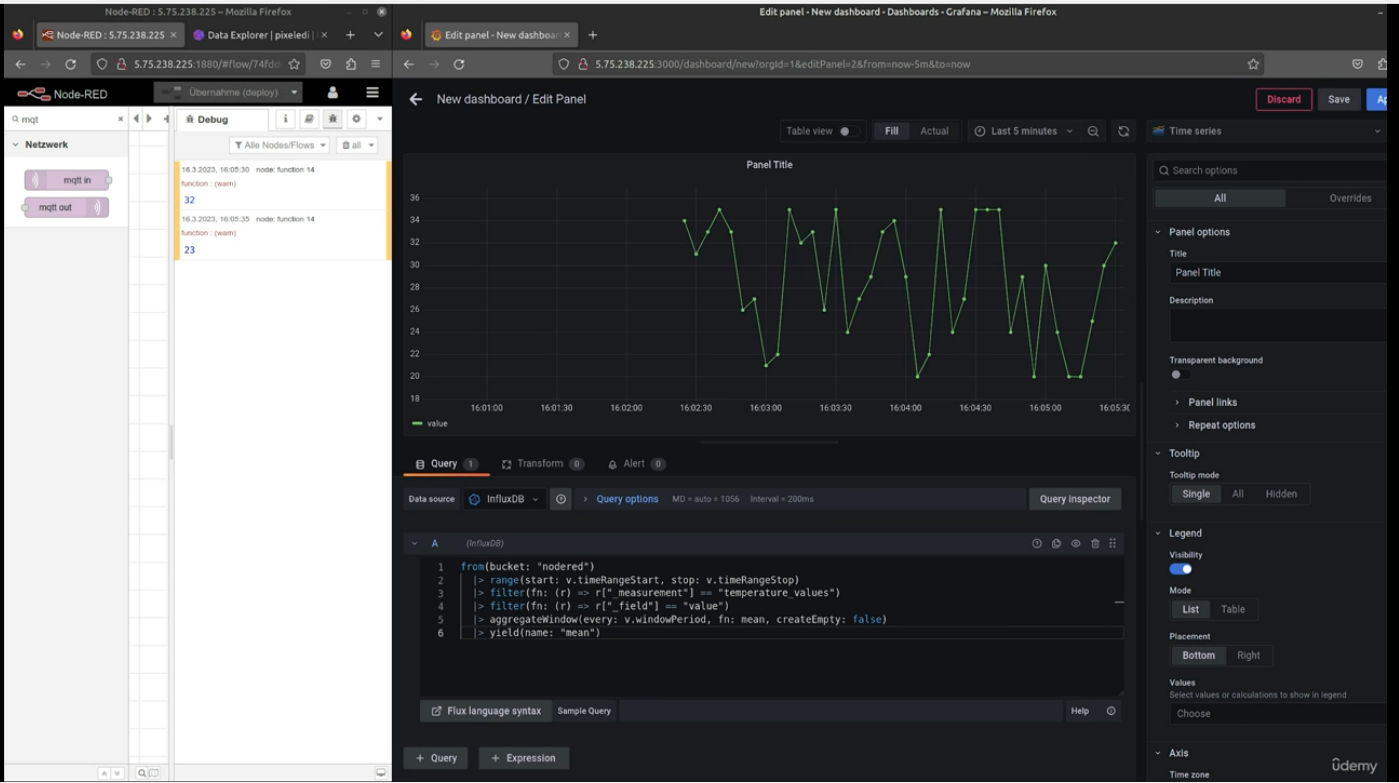 Node-RED : 5.75.238.225 – Mozilla Firefox
Node-RED : 5.75.238.225
Data Explorer | pixeledi |
5.75.238.225:1880/#flow/74fdd
Node-RED
Übernahme (deploy)
mqt
Netzwerk
mqtt in
mqtt out
Debug
i
Alle Nodes/Flows
all
16.3.2023, 16:05:30 node: function 14
function : (warn)
32
16.3.2023, 16:05:35 node: function 14
function : (warn)
23
Edit panel - New dashboard - Dashboards - Grafana – Mozilla Firefox
Edit panel - New dashboar
5.75.238.225:3000/dashboard/new?orgId=1&editPanel=2&from=now-5m&to=now
New dashboard / Edit Panel
Discard
Save
Ap
Table view
Fill
Actual
Last 5 minutes
Time series
Panel Title
36
34
32
30
28
26
24
22
20
18
16:01:00 16:01:30 16:02:00 16:02:30 16:03:00 16:03:30 16:04:00 16:04:30 16:05:00 16:05:30
value
Query 1
Transform 0
Alert 0
Data source
InfluxDB
Query options
MD = auto = 1056 Interval = 200ms
Query inspector
A (InfluxDB)
1 from(bucket: "nodered")
2 |> range(start: v.timeRangeStart, stop: v.timeRangeStop)
3 |> filter(fn: (r) => r["_measurement"] == "temperature_values")
4 |> filter(fn: (r) => r["_field"] == "value")
5 |> aggregateWindow(every: v.windowPeriod, fn: mean, createEmpty: false)
6 |> yield(name: "mean")
Flux language syntax
Sample Query
Help
+ Query
+ Expression
Search options
All
Overrides
Panel options
Title
Panel Title
Description
Transparent background
Panel links
Repeat options
Tooltip
Tooltip mode
Single All Hidden
Legend
Visibility
Mode
List Table
Placement
Bottom Right
Values
Select values or calculations to show in legend
Choose
Axis
Time zone
ûdemy